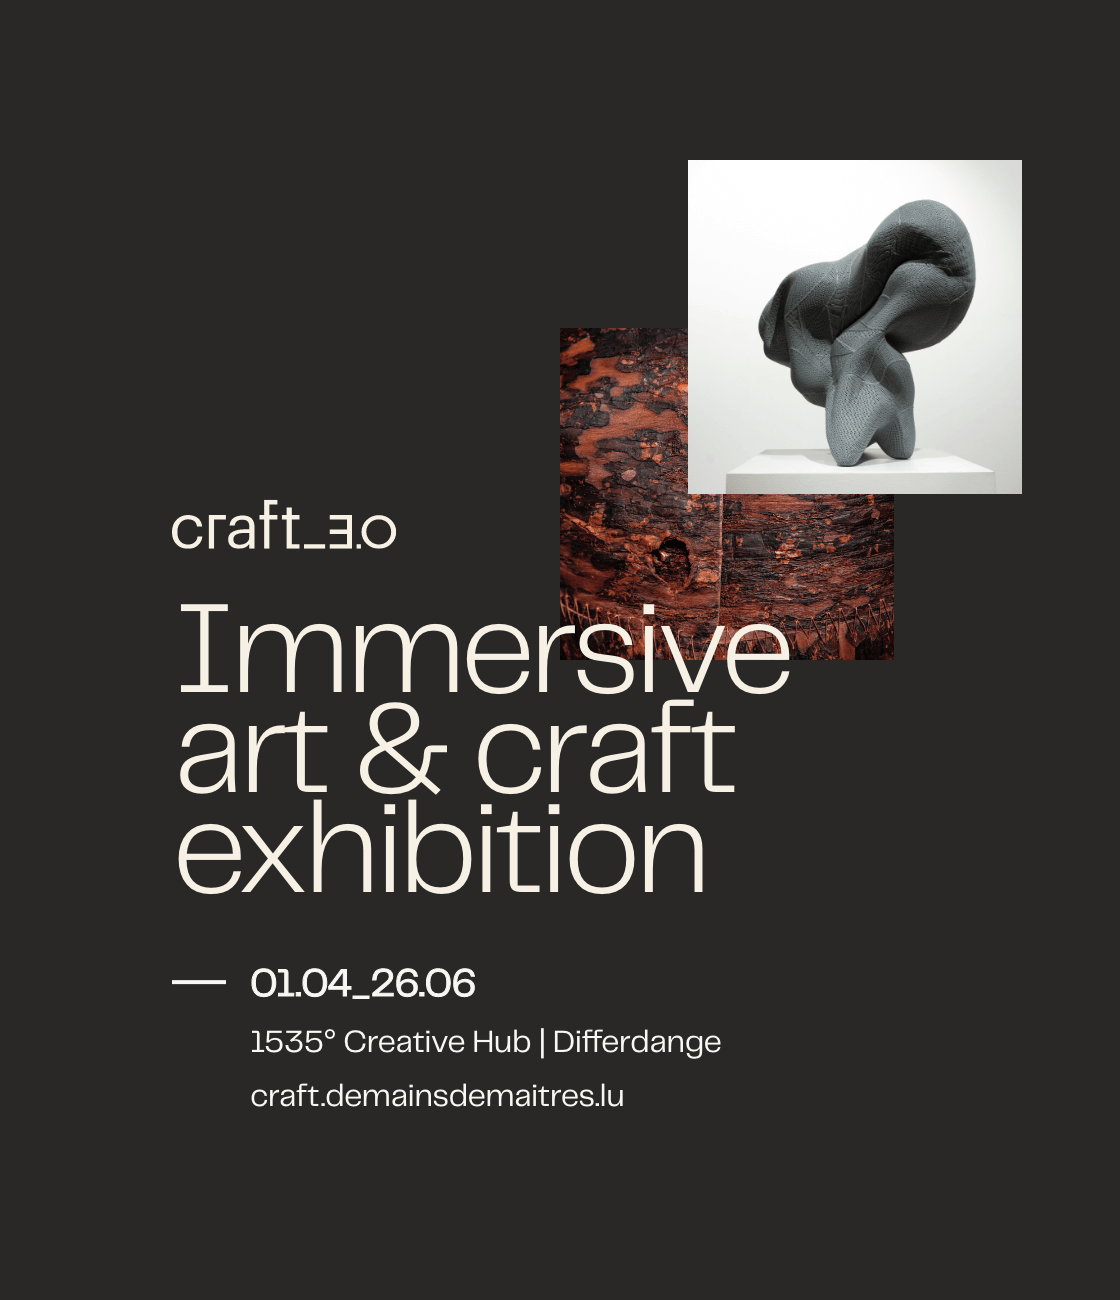 craft_3.0
Immersive
art & craft
exhibition
01.04_26.06
1535° Creative Hub | Differdange
craft.demainsdemaitres.lu